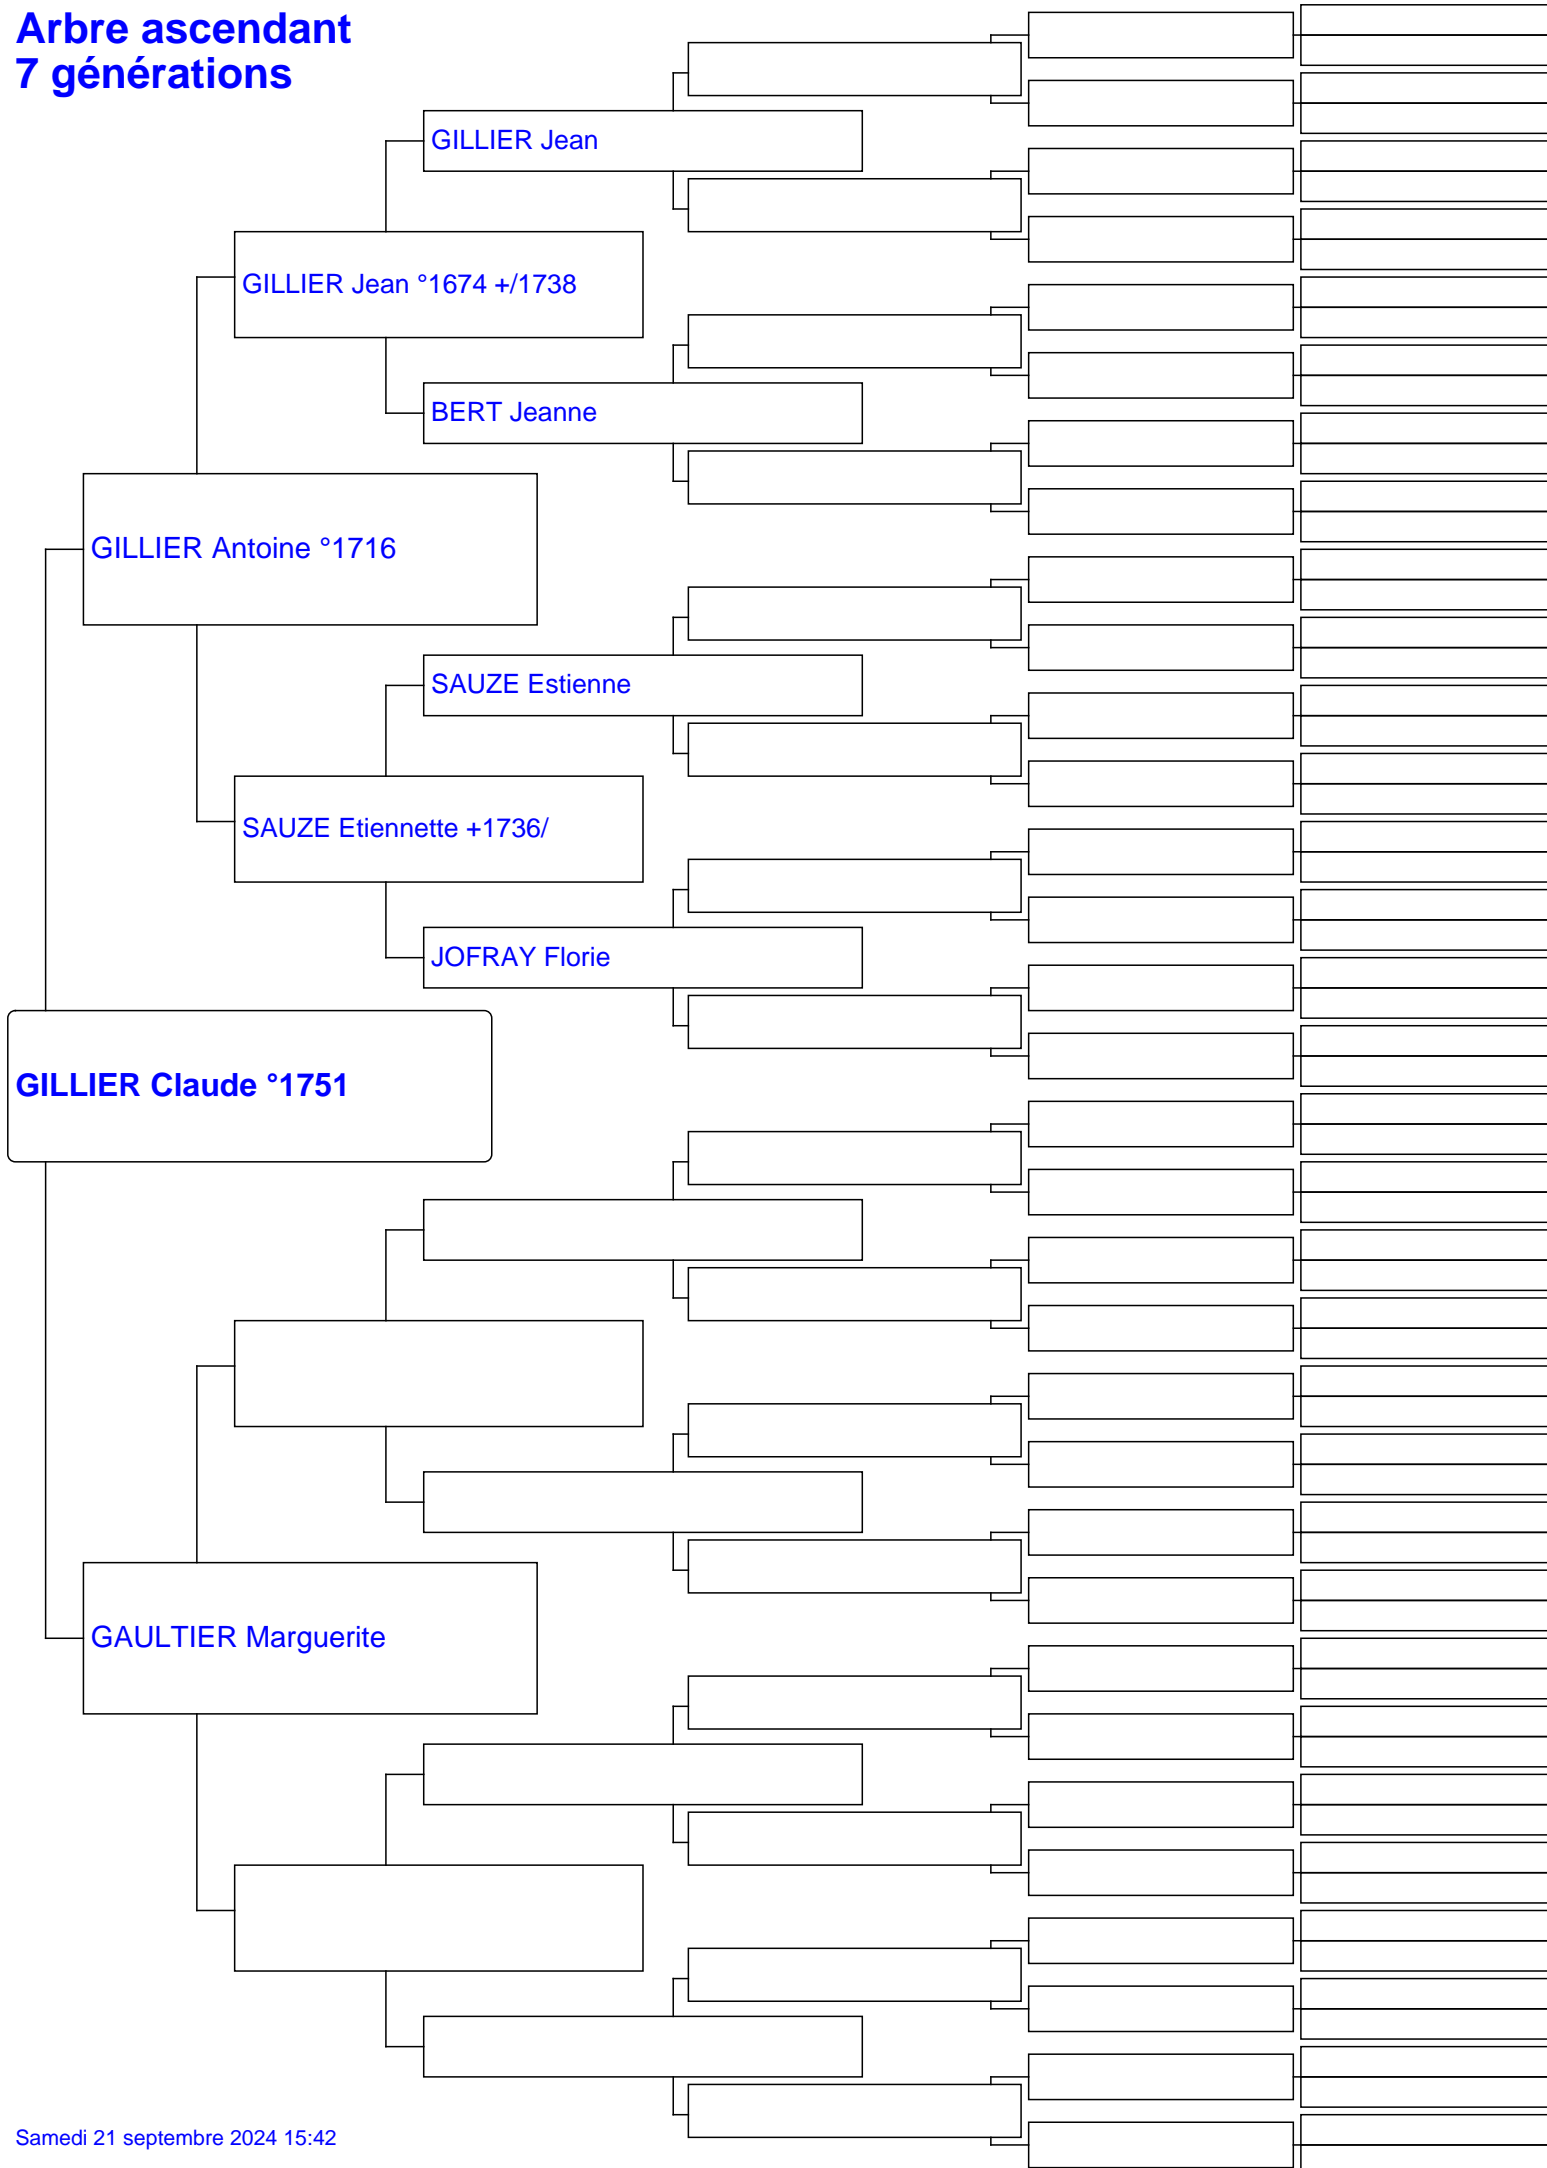 Arbre ascendant
7 générations
GILLIER Jean
GILLIER Jean °1674 +/1738
BERT Jeanne
GILLIER Antoine °1716
SAUZE Estienne
SAUZE Etiennette +1736/
JOFRAY Florie
GILLIER Claude °1751
GAULTIER Marguerite
Samedi 21 septembre 2024 15:42